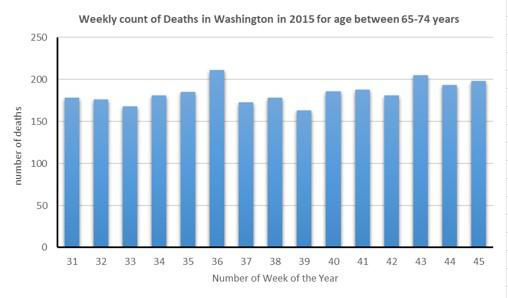 Weekly count of Deaths in Washington in 2015 for age between 65-74 years
number of deaths
250
200
150
100
50
0
31 32 33 34 35 36 37 38 39 40 41 42 43 44 45
Number of Week of the Year